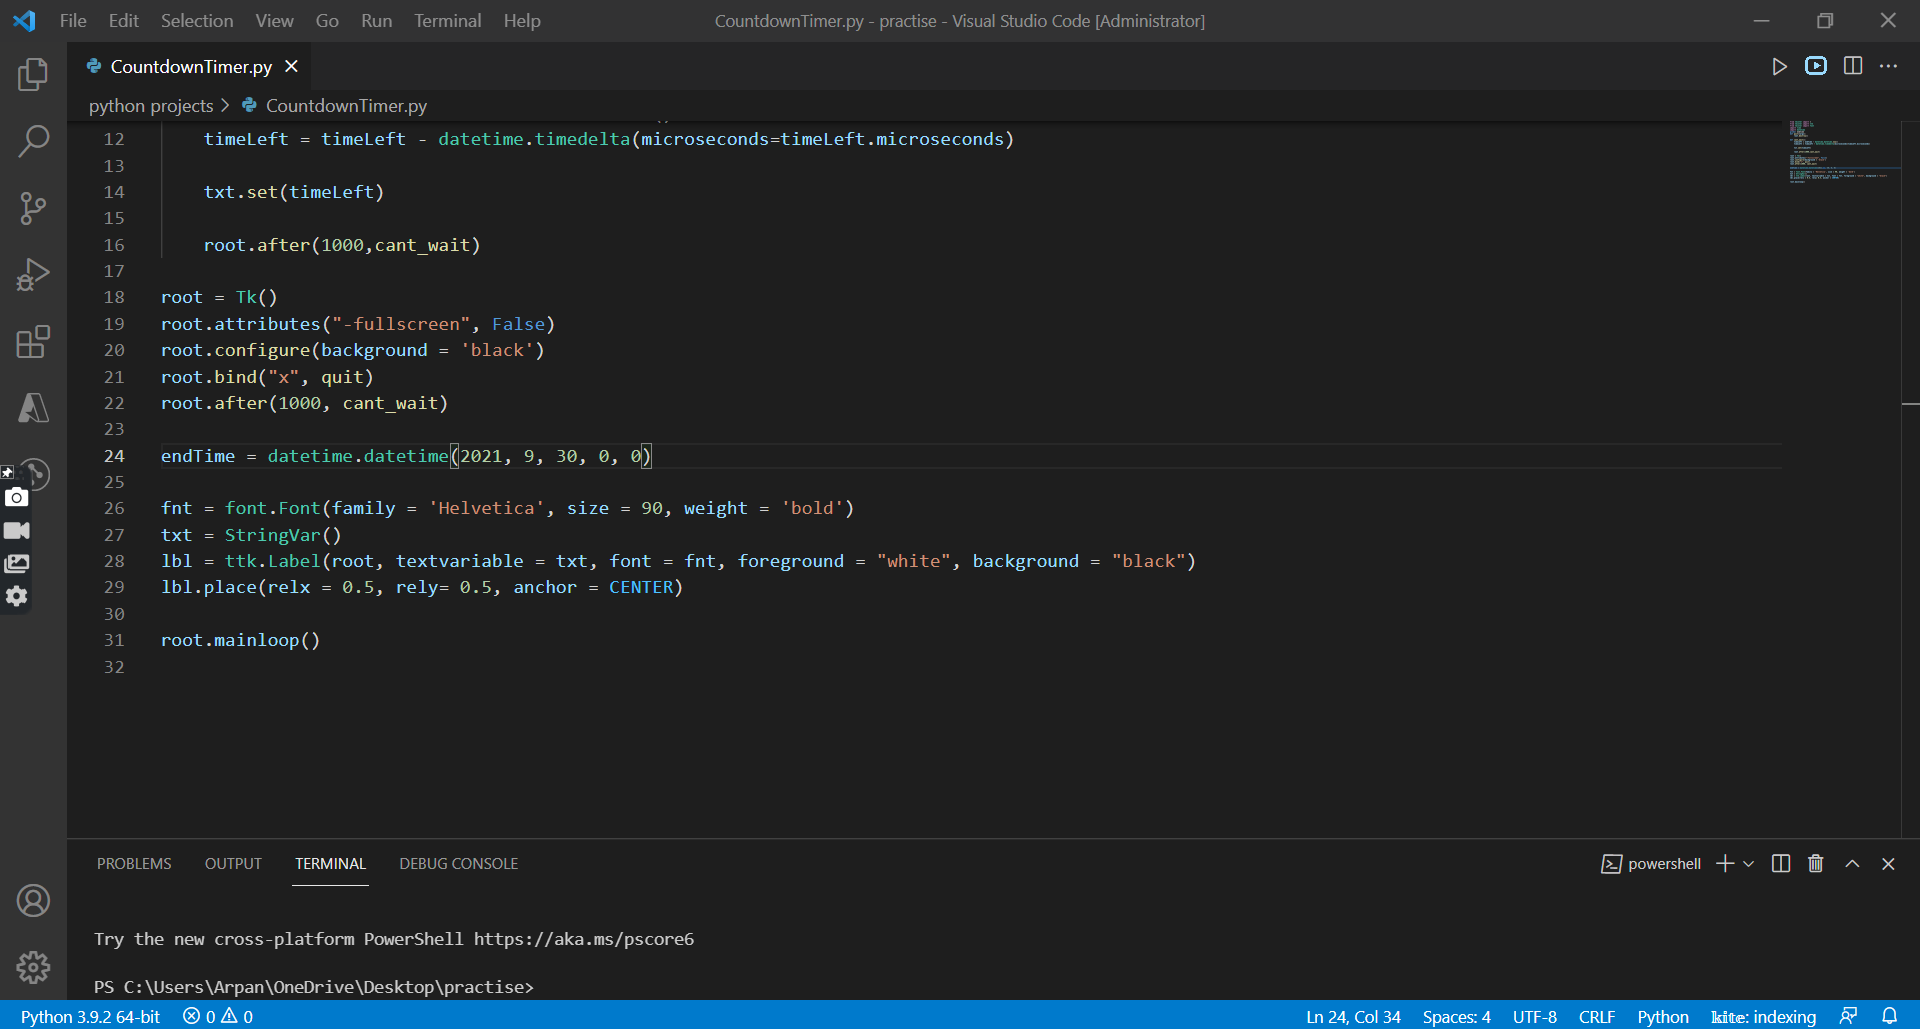 File Edit Selection View Go Run Terminal Help CountdownTimer.py - practise - Visual Studio Code [Administrator]
CountdownTimer.py
python projects > CountdownTimer.py
12 timeLeft = timeLeft - datetime.timedelta(microseconds=timeLeft.microseconds)
13
14 txt.set(timeLeft)
15
16 root.after(1000,cant_wait)
17
18 root = Tk()
19 root.attributes("-fullscreen", False)
20 root.configure(background = 'black')
21 root.bind("x", quit)
22 root.after(1000, cant_wait)
23
24 endTime = datetime.datetime(2021, 9, 30, 0, 0)
25
26 fnt = font.Font(family = 'Helvetica', size = 90, weight = 'bold')
27 txt = StringVar()
28 lbl = ttk.Label(root, textvariable = txt, font = fnt, foreground = "white", background = "black")
29 lbl.place(relx = 0.5, rely= 0.5, anchor = CENTER)
30
31 root.mainloop()
32
PROBLEMS OUTPUT TERMINAL DEBUG CONSOLE powershell
Try the new cross-platform PowerShell https://aka.ms/pscore6
PS C:\Users\Arpan\OneDrive\Desktop\practise>
Python 3.9.2 64-bit 0 0 Ln 24, Col 34 Spaces: 4 UTF-8 CRLF Python kite: indexing